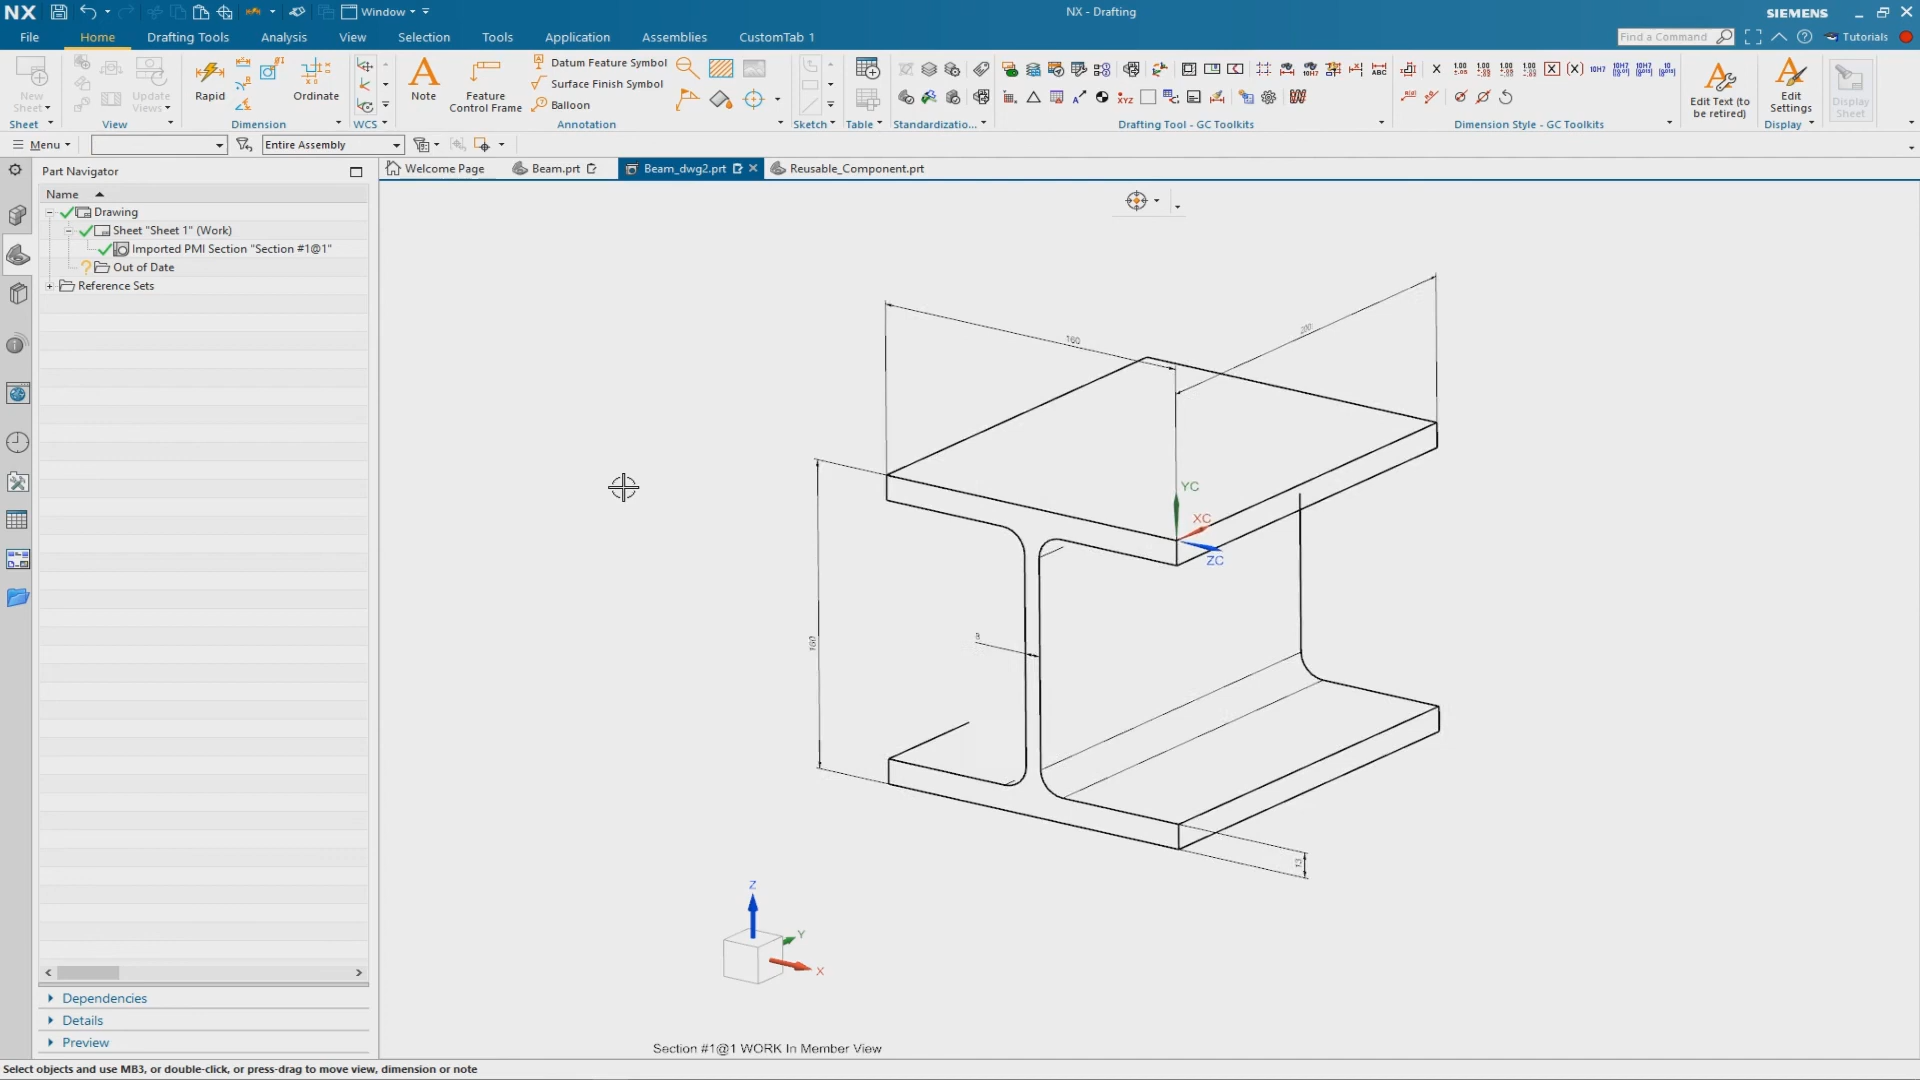 NX
Window
NX - Drafting
SIEMENS
File
Home
Drafting Tools
Analysis
View
Selection
Tools
Application
Assemblies
CustomTab 1
Find a Command
Tutorials
New
Sheet
Update
Views
Rapid
Ordinate
Note
Feature
Control Frame
Datum Feature Symbol
Surface Finish Symbol
Balloon
Edit Text (to
be retired)
Edit
Settings
Display
Sheet
Sheet
View
Dimension
WCS
Annotation
Sketch
Table
Standardizatio...
Drafting Tool - GC Toolkits
Dimension Style - GC Toolkits
Display
Menu
Entire Assembly
Part Navigator
Welcome Page
Beam.prt
Beam_dwg2.prt
Reusable_Component.prt
Name
Drawing
Sheet "Sheet 1" (Work)
Imported PMI Section "Section #1@1"
Out of Date
Reference Sets
160
200
180
13
YC
XC
ZC
Z
Y
X
Dependencies
Details
Preview
Section #1@1 WORK In Member View
Select objects and use MB3, or double-click, or press-drag to move view, dimension or note